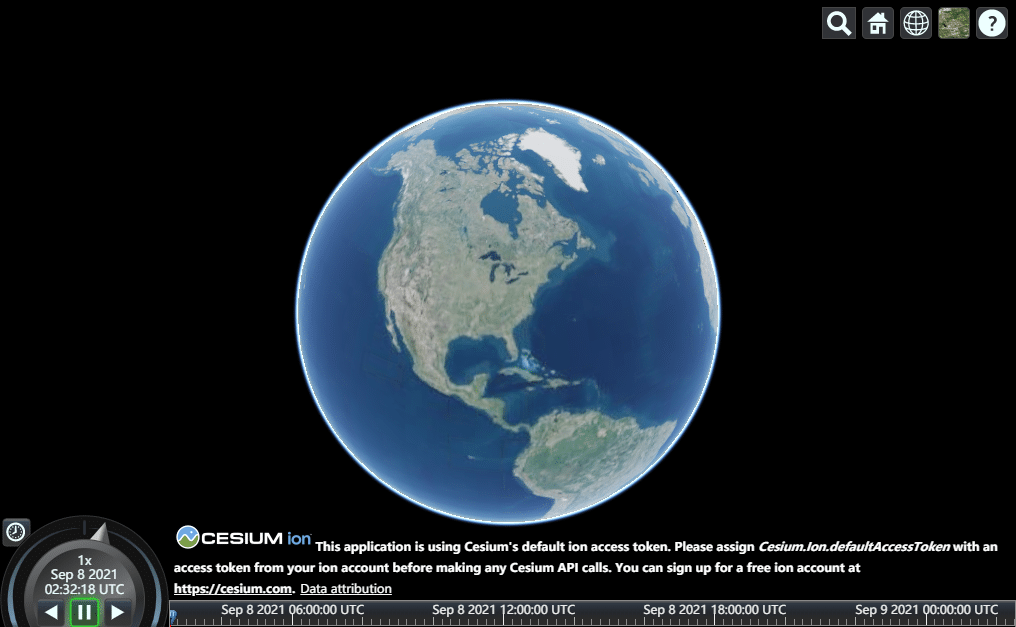 ?
CESIUM ion
This application is using Cesium's default ion access token. Please assign Cesium.Ion.defaultAccessToken with an
access token from your ion account before making any Cesium API calls. You can sign up for a free ion account at
https://cesium.com. Data attribution
1x
Sep 8 2021
02:32:18 UTC
Sep 8 2021 06:00:00 UTC
Sep 8 2021 12:00:00 UTC
Sep 8 2021 18:00:00 UTC
Sep 9 2021 00:00:00 UTC